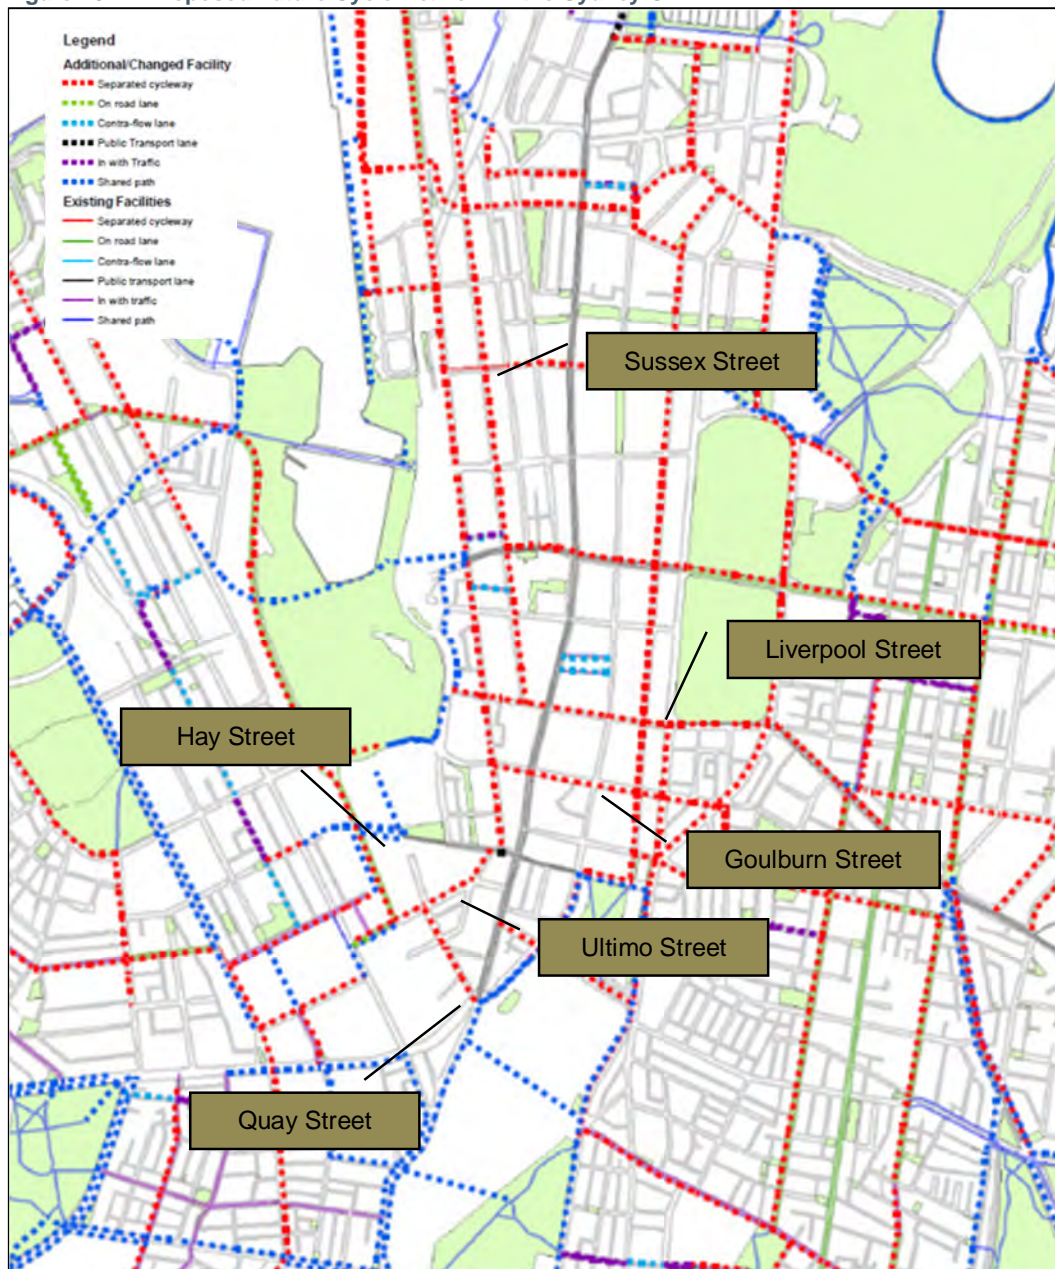 Legend
Additional/Changed Facility
Separated cycleway
On road lane
Contra-flow lane
Public Transport lane
In with Traffic
Shared path
Existing Facilities
Separated cycleway
On road lane
Contra-flow lane
Public transport lane
In with traffic
Shared path
Sussex Street
Liverpool Street
Hay Street
Goulburn Street
Ultimo Street
Quay Street